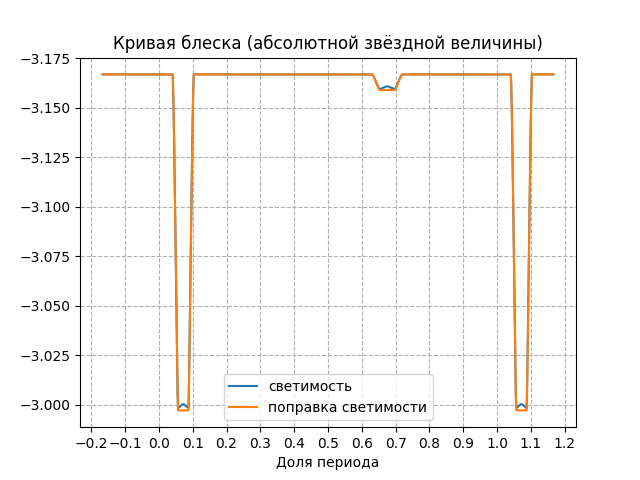 Кривая блеска (абсолютной звёздной величины)
−3.175
−3.150
−3.125
−3.100
−3.075
−3.050
−3.025
−3.000
светимость
поправка светимости
−0.2 −0.1 0.0 0.1 0.2 0.3 0.4 0.5 0.6 0.7 0.8 0.9 1.0 1.1 1.2
Доля периода